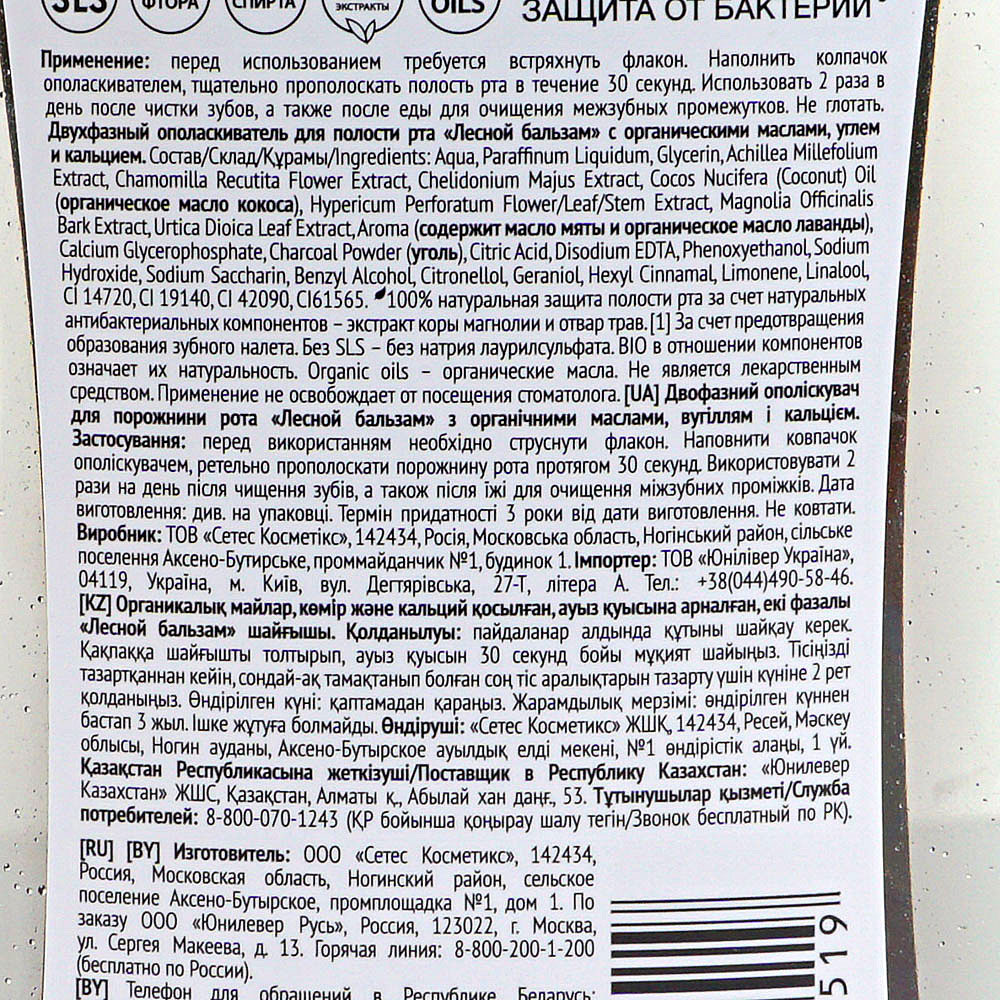 SLS ФТОРА СПИРТА ЭКСТРАКТЫ OILS ЗАЩИТА ОТ БАКТЕРИЙ
Применение: перед использованием требуется встряхнуть флакон. Наполнить колпачок
ополаскивателем, тщательно прополоскать полость рта в течение 30 секунд. Использовать 2 раза в
день после чистки зубов, а также после еды для очищения межзубных промежутков. Не глотать.
Двухфазный ополаскиватель для полости рта «Лесной бальзам» с органическими маслами, углем
и кальцием. Состав/Склад/Құрамы/Ingredients: Aqua, Paraffinum Liquidum, Glycerin, Achillea Millefolium
Extract, Chamomilla Recutita Flower Extract, Chelidonium Majus Extract, Cocos Nucifera (Coconut) Oil
(органическое масло кокоса), Hypericum Perforatum Flower/Leaf/Stem Extract, Magnolia Officinalis
Bark Extract, Urtica Dioica Leaf Extract, Aroma (содержит масло мяты и органическое масло лаванды),
Calcium Glycerophosphate, Charcoal Powder (уголь), Citric Acid, Disodium EDTA, Phenoxyethanol, Sodium
Hydroxide, Sodium Saccharin, Benzyl Alcohol, Citronellol, Geraniol, Hexyl Cinnamal, Limonene, Linalool,
CI 14720, CI 19140, CI 42090, CI61565. 100% натуральная защита полости рта за счет натуральных
антибактериальных компонентов – экстракт коры магнолии и отвар трав. [1] За счет предотвращения
образования зубного налета. Без SLS – без натрия лаурилсульфата. BIO в отношении компонентов
означает их натуральность. Organic oils – органические масла. Не является лекарственным
средством. Применение не освобождает от посещения стоматолога. [UA] Двофазний ополіскувач
для порожнини рота «Лесной бальзам» з органічними маслами, вугіллям і кальцієм.
Застосування: перед використанням необхідно струснути флакон. Наповнити ковпачок
ополіскувачем, ретельно прополоскати порожнину рота протягом 30 секунд. Використовувати 2
рази на день після чищення зубів, а також після їжі для очищення міжзубних проміжків. Дата
виготовлення: див. на упаковці. Термін придатності 3 роки від дати виготовлення. Не ковтати.
Виробник: ТОВ «Сетес Косметікс», 142434, Росія, Московська область, Ногінський район, сільське
поселення Аксено-Бутирське, проммайданчик №1, будинок 1. Імпортер: ТОВ «Юнілівер Україна»,
04119, Україна, м. Київ, вул. Дегтярівська, 27-Т, літера А. Тел.: +38(044)490-58-46.
[KZ] Органикалық майлар, көмір және кальций қосылған, ауыз қуысына арналған, екі фазалы
«Лесной бальзам» шайғышы. Қолданылуы: пайдаланар алдында құтыны шайқау керек.
Қақпаққа шайғышты толтырып, ауыз қуысын 30 секунд бойы мұқият шайыңыз. Тісіңізді
тазартқаннан кейін, сондай-ақ тамақтанып болған соң тіс аралықтарын тазарту үшін күніне 2 рет
қолданыңыз. Өндірілген күні: қаптамадан қараңыз. Жарамдылық мерзімі: өндірілген күннен
бастап 3 жыл. Ішке жұтуға болмайды. Өндіруші: «Сетес Косметикс» ЖШҚ, 142434, Ресей, Мәскеу
облысы, Ногин ауданы, Аксено-Бутырское ауылдық елді мекені, №1 өндірістік алаңы, 1 үй.
Қазақстан Республикасына жеткізуші/Поставщик в Республику Казахстан: «Юнилевер
Казахстан» ЖШС, Қазақстан, Алматы қ., Абылай хан даңғ., 53. Тұтынушылар қызметі/Служба
потребителей: 8-800-070-1243 (ҚР бойынша қоңырау шалу тегін/Звонок бесплатный по РК).
[RU] [BY] Изготовитель: ООО «Сетес Косметикс», 142434,
Россия, Московская область, Ногинский район, сельское
поселение Аксено-Бутырское, промплощадка №1, дом 1. По
заказу ООО «Юнилевер Русь», Россия, 123022, г. Москва,
ул. Сергея Макеева, д. 13. Горячая линия: 8-800-200-1-200
(бесплатно по России).
[BY] Телефон для обращений в Республике Беларусь:
519